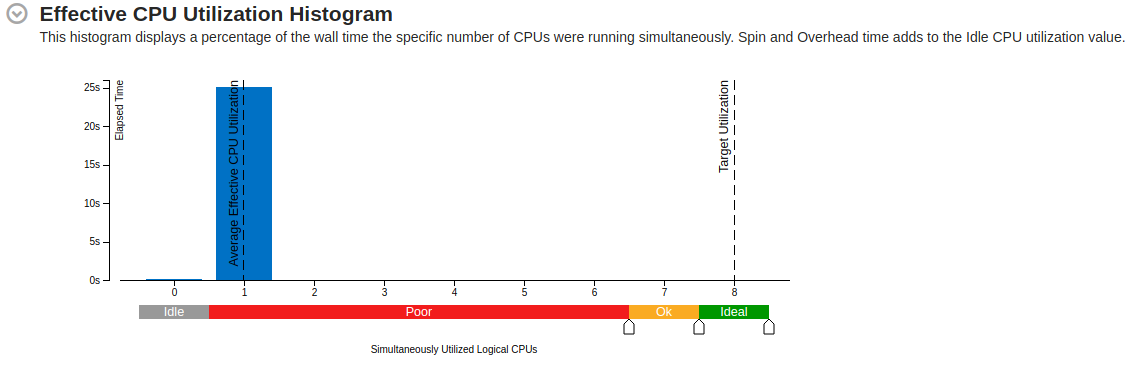 Effective CPU Utilization Histogram
This histogram displays a percentage of the wall time the specific number of CPUs were running simultaneously. Spin and Overhead time adds to the Idle CPU utilization value.
Elapsed Time
25s
20s
15s
10s
5s
0s
Average Effective CPU Utilization
Target Utilization
0 1 2 3 4 5 6 7 8
Idle Poor Ok Ideal
Simultaneously Utilized Logical CPUs